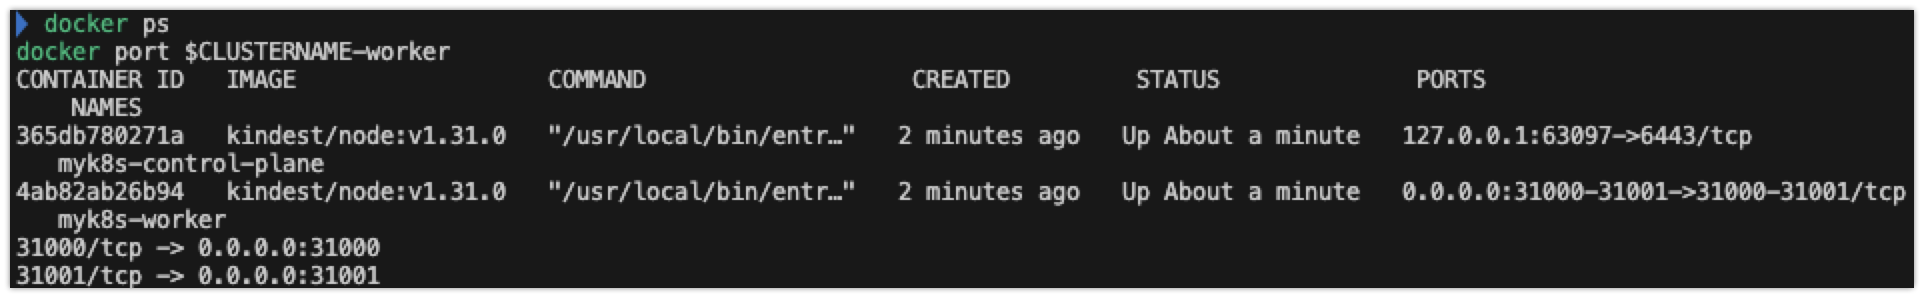 docker ps
docker port $CLUSTERNAME-worker
CONTAINER ID   IMAGE                  COMMAND                   CREATED         STATUS              PORTS
    NAMES
365db780271a   kindest/node:v1.31.0   "/usr/local/bin/entr…"   2 minutes ago   Up About a minute   127.0.0.1:63097->6443/tcp
   myk8s-control-plane
4ab82ab26b94   kindest/node:v1.31.0   "/usr/local/bin/entr…"   2 minutes ago   Up About a minute   0.0.0.0:31000-31001->31000-31001/tcp
   myk8s-worker
31000/tcp -> 0.0.0.0:31000
31001/tcp -> 0.0.0.0:31001